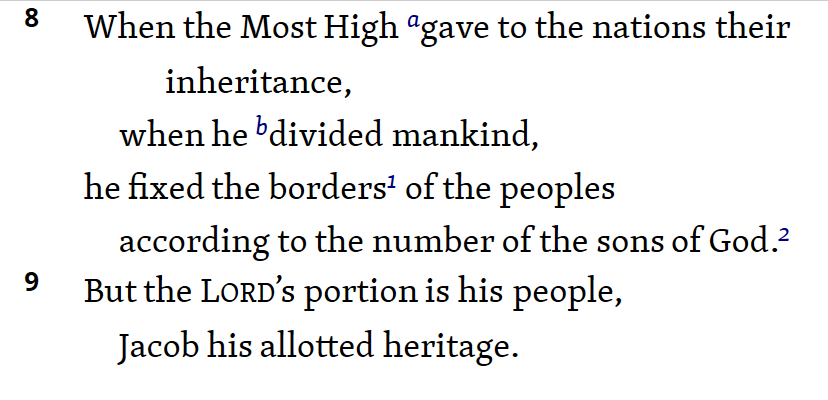 8 When the Most High ᵃgave to the nations their
inheritance,
when he ᵇdivided mankind,
he fixed the borders¹ of the peoples
according to the number of the sons of God.²
9 But the LORD’s portion is his people,
Jacob his allotted heritage.